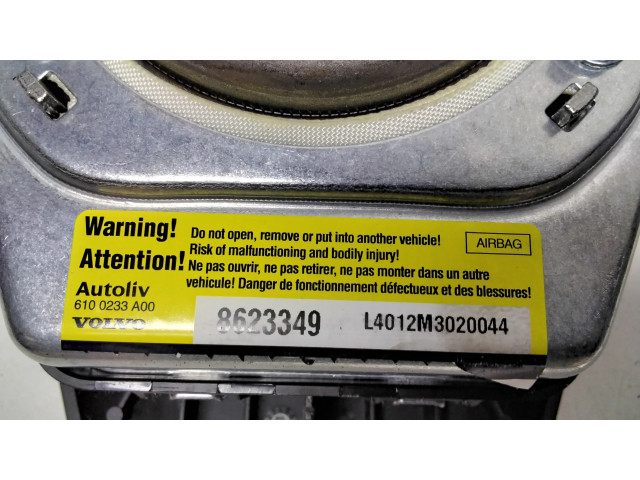 Warning!
Attention!
Do not open, remove or put into another vehicle!
Risk of malfunctioning and bodily injury!
Ne pas ouvrir, ne pas retirer, ne pas monter dans un autre
vehicule! Danger de fonctionnement défectueux et des blessures!
AIRBAG
Autoliv
610 0233 A00
VOLVO
8623349
L4012M3020044